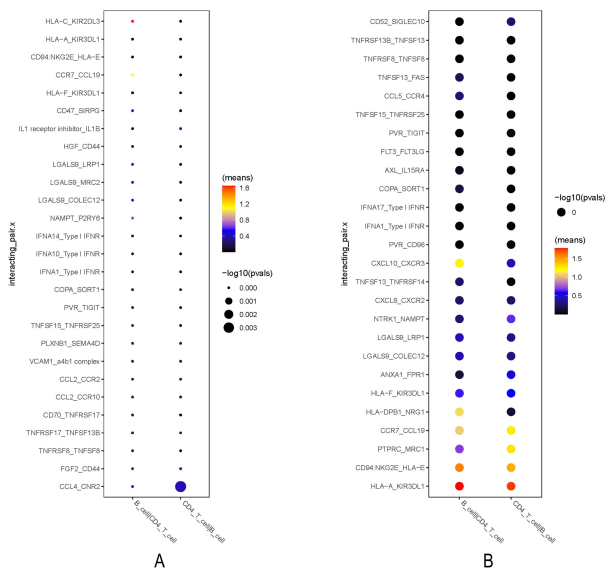 interacting_pair.x
HLA-C_KIR2DL3
HLA-A_KIR3DL1
CD94:NKG2E_HLA-E
CCR7_CCL19
HLA-F_KIR3DL1
CD47_SIRPG
IL1 receptor inhibitor_IL1B
HGF_CD44
LGALS9_LRP1
LGALS9_MRC2
LGALS9_COLEC12
NAMPT_P2RY6
IFNA14_Type I IFNR
IFNA10_Type I IFNR
IFNA1_Type I IFNR
COPA_SORT1
PVR_TIGIT
TNFSF15_TNFRSF25
PLXNB1_SEMA4D
VCAM1_a4b1 complex
CCL2_CCR2
CCL2_CCR10
CD70_TNFRSF17
TNFRSF17_TNFSF13B
TNFRSF8_TNFSF8
FGF2_CD44
CCL4_CNR2
B_cell|CD4_T_cell
CD4_T_cell|B_cell
(means)
1.6
1.2
0.8
0.4
−log10(pvals)
0.000
0.001
0.002
0.003
A
interacting_pair.x
CD52_SIGLEC10
TNFRSF13B_TNFSF13
TNFRSF8_TNFSF8
TNFSF13_FAS
CCL5_CCR4
TNFSF15_TNFRSF25
PVR_TIGIT
FLT3_FLT3LG
AXL_IL15RA
COPA_SORT1
IFNA17_Type I IFNR
IFNA1_Type I IFNR
PVR_CD96
CXCL10_CXCR3
TNFSF13_TNFRSF14
CXCL8_CXCR2
NTRK1_NAMPT
LGALS9_LRP1
LGALS9_COLEC12
ANXA1_FPR1
HLA-F_KIR3DL1
HLA-DPB1_NRG1
CCR7_CCL19
PTPRC_MRC1
CD94:NKG2E_HLA-E
HLA-A_KIR3DL1
B_cell|CD4_T_cell
CD4_T_cell|B_cell
−log10(pvals)
0
(means)
1.5
1.0
0.5
B